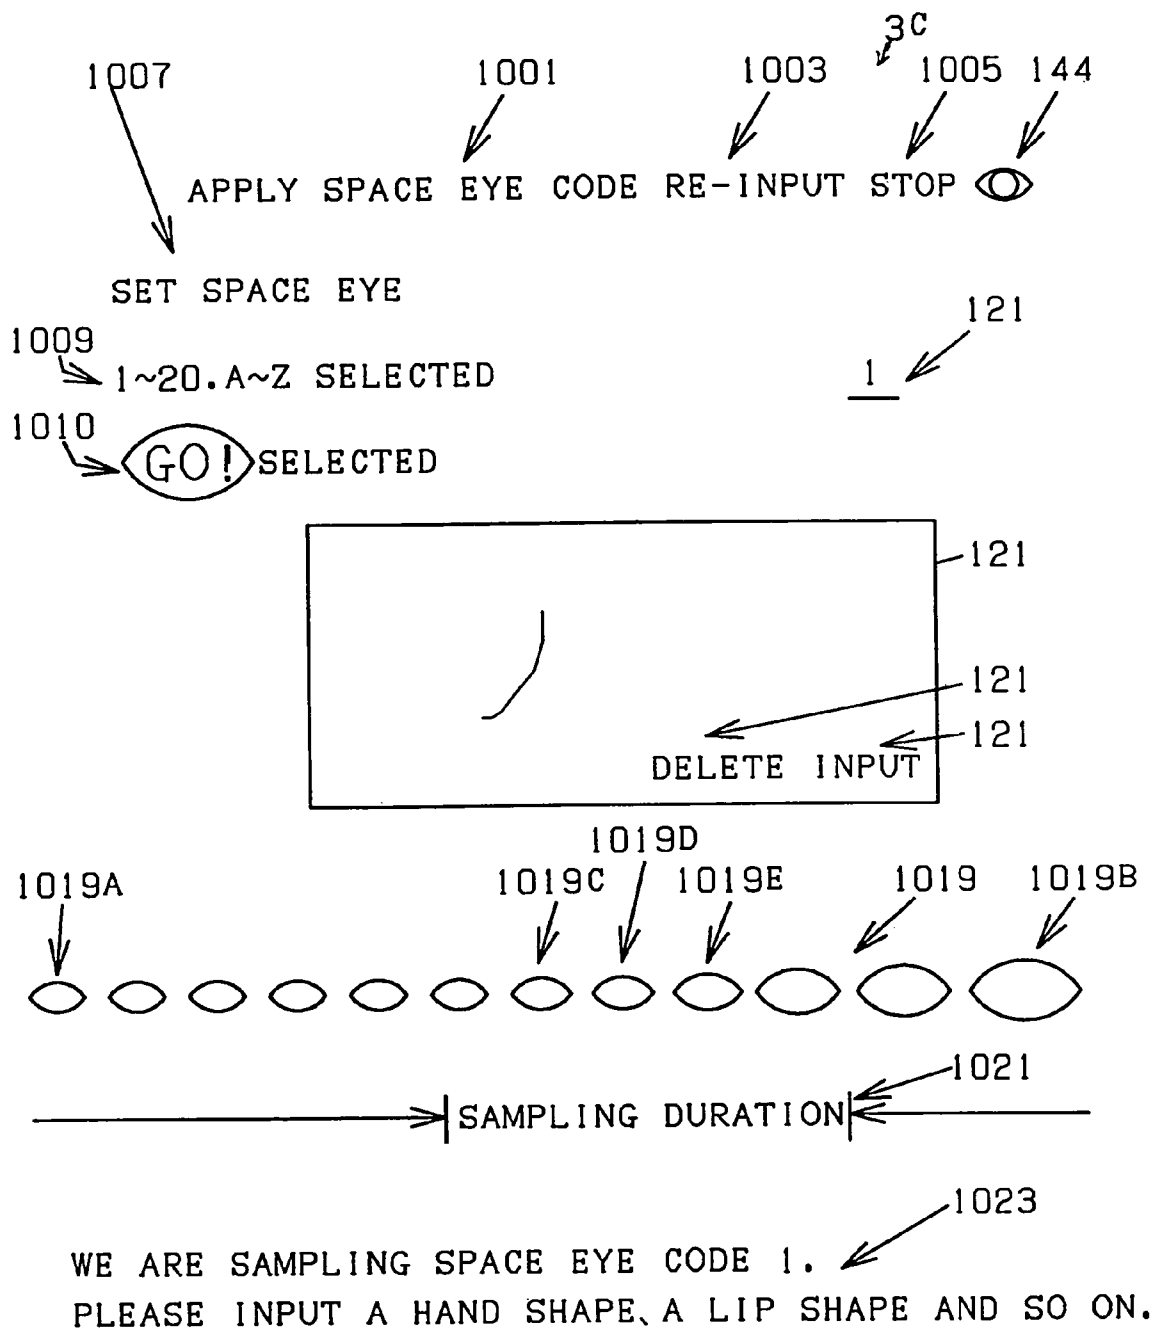 3C
1007 1001 1003 1005 144
APPLY SPACE EYE CODE RE-INPUT STOP
SET SPACE EYE
121
1009
1~20.A~Z SELECTED 1
1010
GO! SELECTED
121
121
121
DELETE INPUT
1019D
1019A 1019C 1019E 1019 1019B
1021
SAMPLING DURATION
1023
WE ARE SAMPLING SPACE EYE CODE 1.
PLEASE INPUT A HAND SHAPE、A LIP SHAPE AND SO ON.